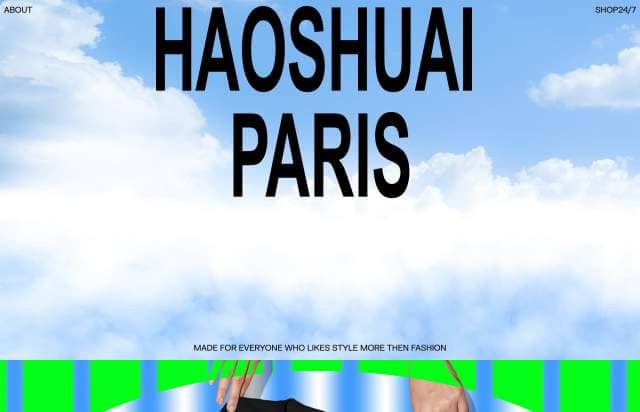 ABOUT
SHOP24/7
HAOSHUAI
PARIS
MADE FOR EVERYONE WHO LIKES STYLE MORE THEN FASHION